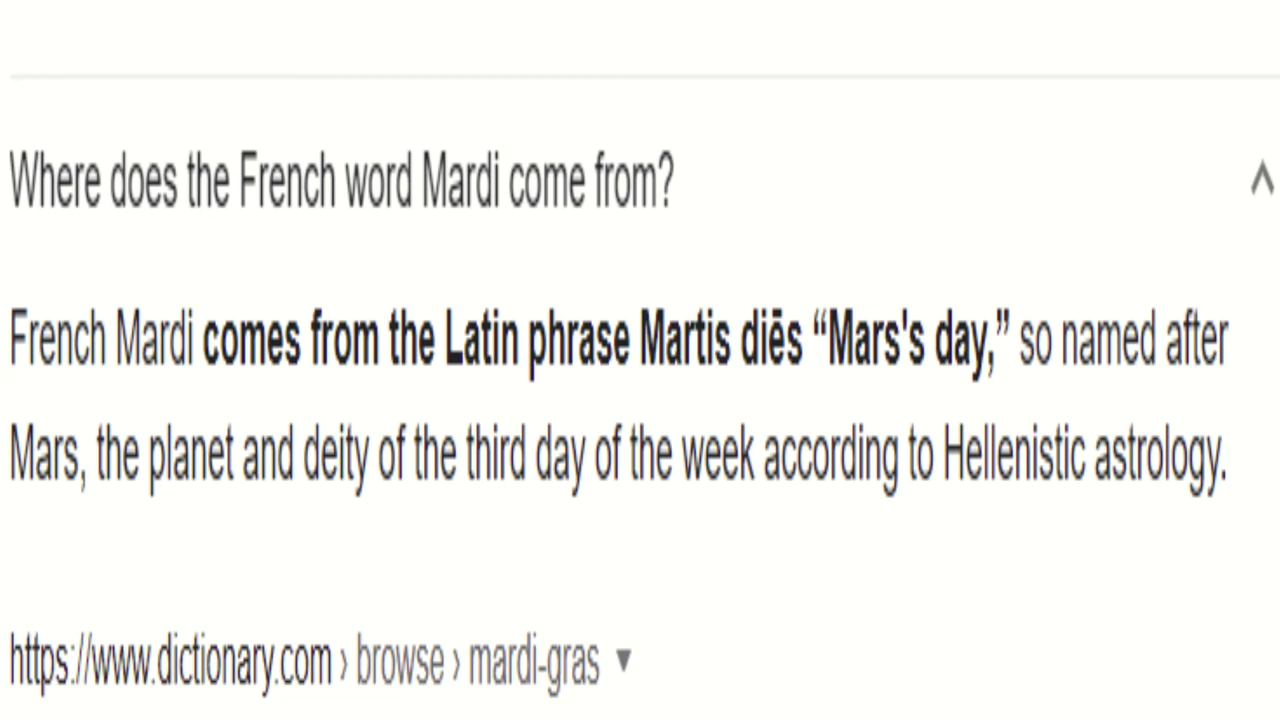 Where does the French word Mardi come from?
French Mardi comes from the Latin phrase Martis diēs “Mars's day,” so named after
Mars, the planet and deity of the third day of the week according to Hellenistic astrology.
https://www.dictionary.com › browse › mardi-gras